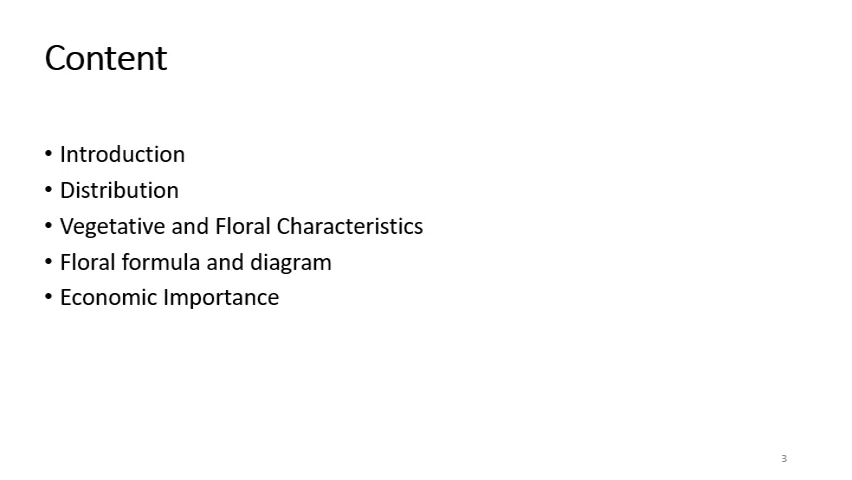 Content
• Introduction
• Distribution
• Vegetative and Floral Characteristics
• Floral formula and diagram
• Economic Importance
3